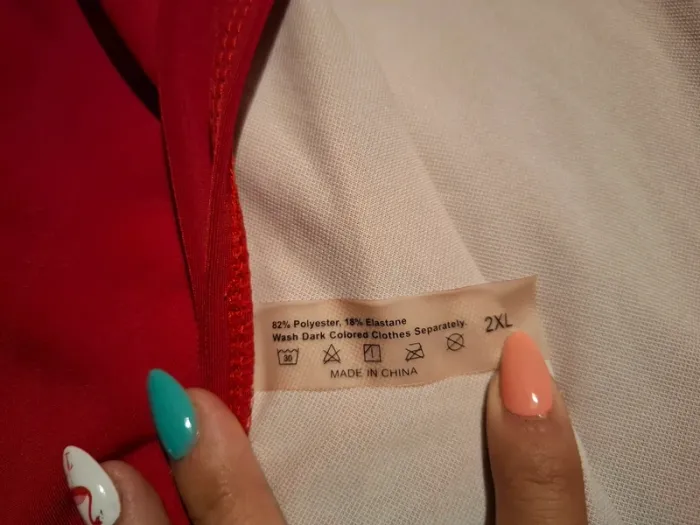 82% Polyester, 18% Elastane
Wash Dark Colored Clothes Separately
2XL
30
MADE IN CHINA